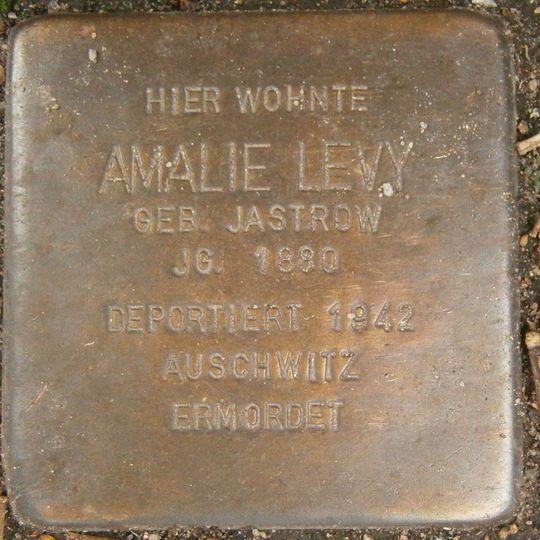 HIER WOHNTE
AMALIE LEVY
GEB. JASTROW
JG. 1880
DEPORTIERT 1942
AUSCHWITZ
ERMORDET